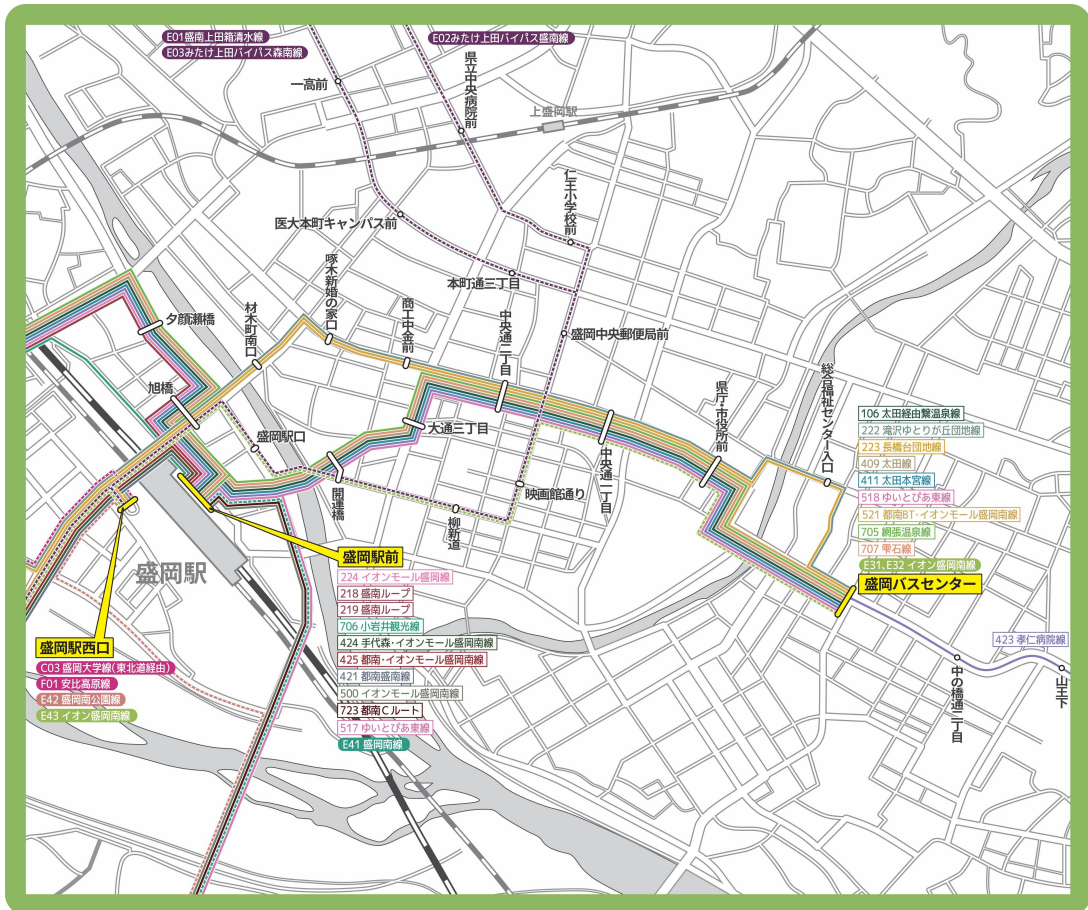 E01盛南上田箱清水線
E03みたけ上田バイパス森南線
E02みたけ上田バイパス盛南線
一高前
県立中央病院前
上盛岡駅
仁王小学校前
医大本町キャンパス前
啄木新婚の家口
本町通三丁目
材木町南口
夕顔瀬橋
商工中金前
中央通二丁目
盛岡中央郵便局前
旭橋
県庁・市役所前
総合福祉センター入口
盛岡駅口
大通三丁目
中央通一丁目
開運橋
柳新道
映画館通り
106 太田経由繋温泉線
222 滝沢ゆとりが丘団地線
223 長橋台団地線
409 太田線
411 太田本宮線
518 ゆいとぴあ東線
521 都南BT・イオンモール盛岡南線
705 網張温泉線
707 雫石線
E31、E32 イオン盛岡南線
盛岡バスセンター
盛岡駅
盛岡駅前
224 イオンモール盛岡線
218 盛南ループ
219 盛南ループ
706 小岩井観光線
424 手代森・イオンモール盛岡南線
425 都南・イオンモール盛岡南線
421 都南盛南線
500 イオンモール盛岡南線
723 都南Cルート
517 ゆいとぴあ東線
E41 盛岡南線
盛岡駅西口
C03 盛岡大学線(東北道経由)
F01 安比高原線
E42 盛岡南公園線
E43 イオン盛岡南線
423 孝仁病院線
中の橋通二丁目
山王下